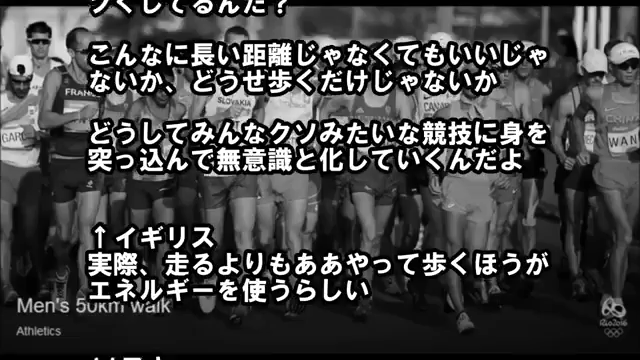 こんなに長い距離じゃなくてもいいじゃ
ないか、どうせ歩くだけじゃないか
どうしてみんなクソみたいな競技に身を
突っ込んで無意識と化していくんだよ
↑イギリス
実際、走るよりもああやって歩くほうが
エネルギーを使うらしい
Men's 50km walk
Athletics
FRANC
SLOVAKIA
Rio2016